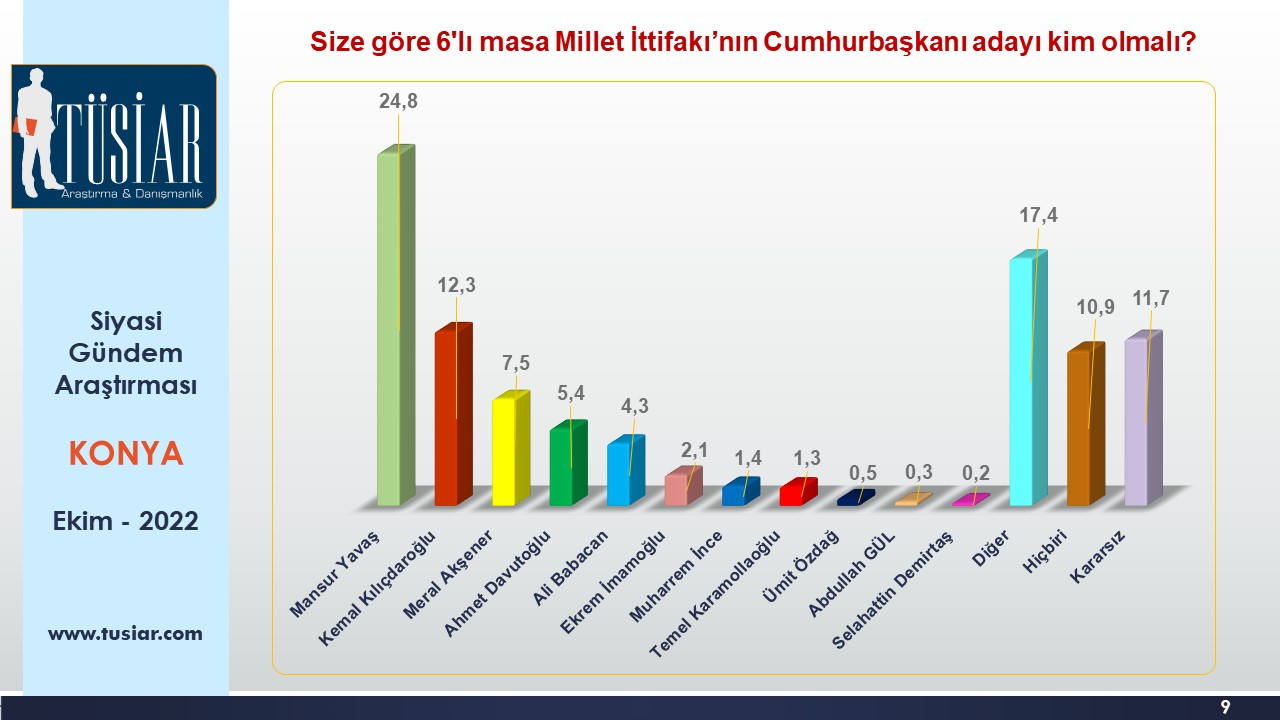 Size göre 6'lı masa Millet İttifakı’nın Cumhurbaşkanı adayı kim olmalı?
TÜSİAR
Araştırma & Danışmanlık
Siyasi
Gündem
Araştırması
KONYA
Ekim - 2022
www.tusiar.com
24,8
12,3
7,5
5,4
4,3
2,1
1,4
1,3
0,5
0,3
0,2
17,4
10,9
11,7
Mansur Yavaş
Kemal Kılıçdaroğlu
Meral Akşener
Ahmet Davutoğlu
Ali Babacan
Ekrem İmamoğlu
Muharrem İnce
Temel Karamollaoğlu
Ümit Özdağ
Abdullah GÜL
Selahattin Demirtaş
Diğer
Hiçbiri
Kararsız
9